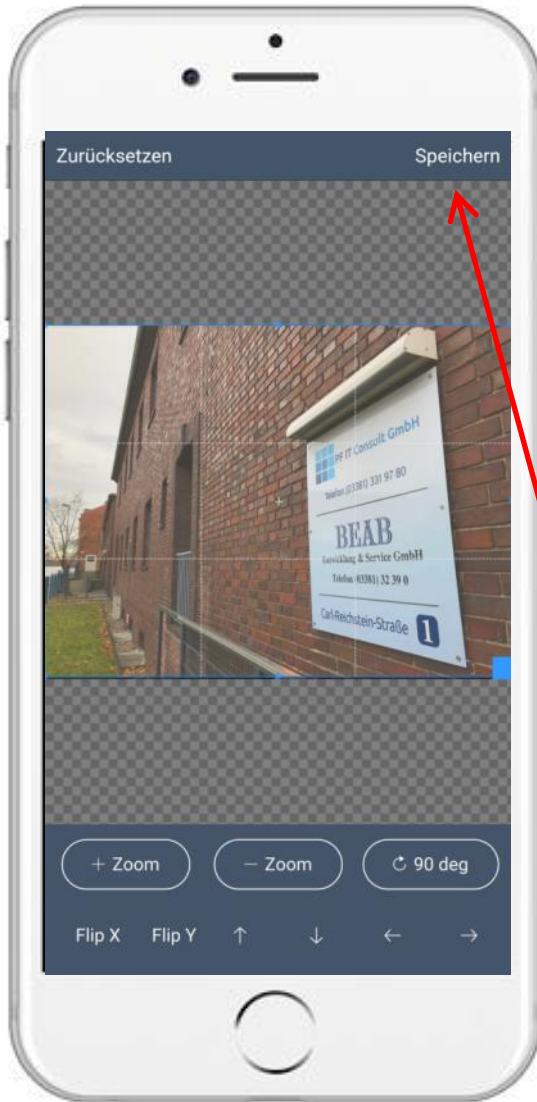 Zurücksetzen Speichern
PF IT Consult GmbH
Telefon (03381) 331 97 80
BEAB
Entwicklung & Service GmbH
Telefon (03381) 32 39 0
Carl-Reichstein-Straße 1
+ Zoom − Zoom 90 deg
Flip X Flip Y ↑ ↓ ← →